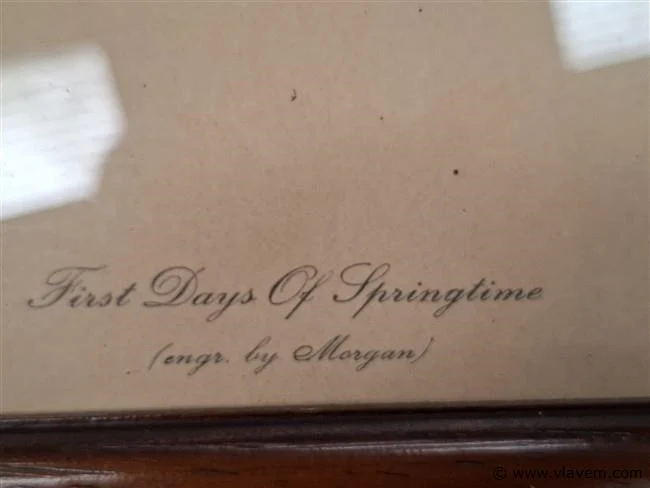 First Days Of Springtime
(engr. by Morgan)
© www.vlavem.com